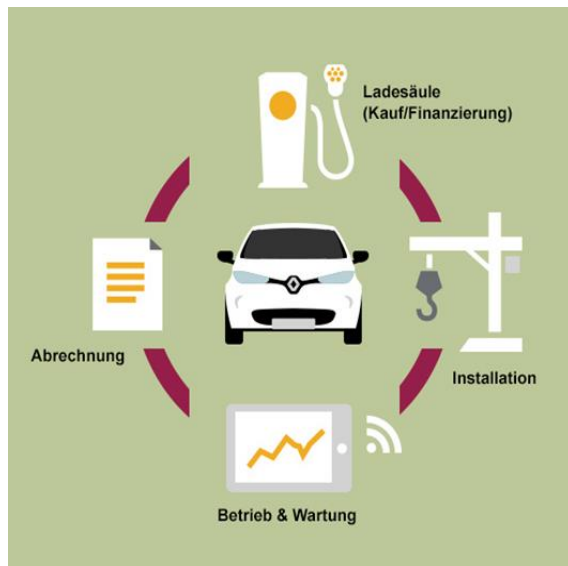 Ladesäule
(Kauf/Finanzierung)
Abrechnung
Installation
Betrieb & Wartung